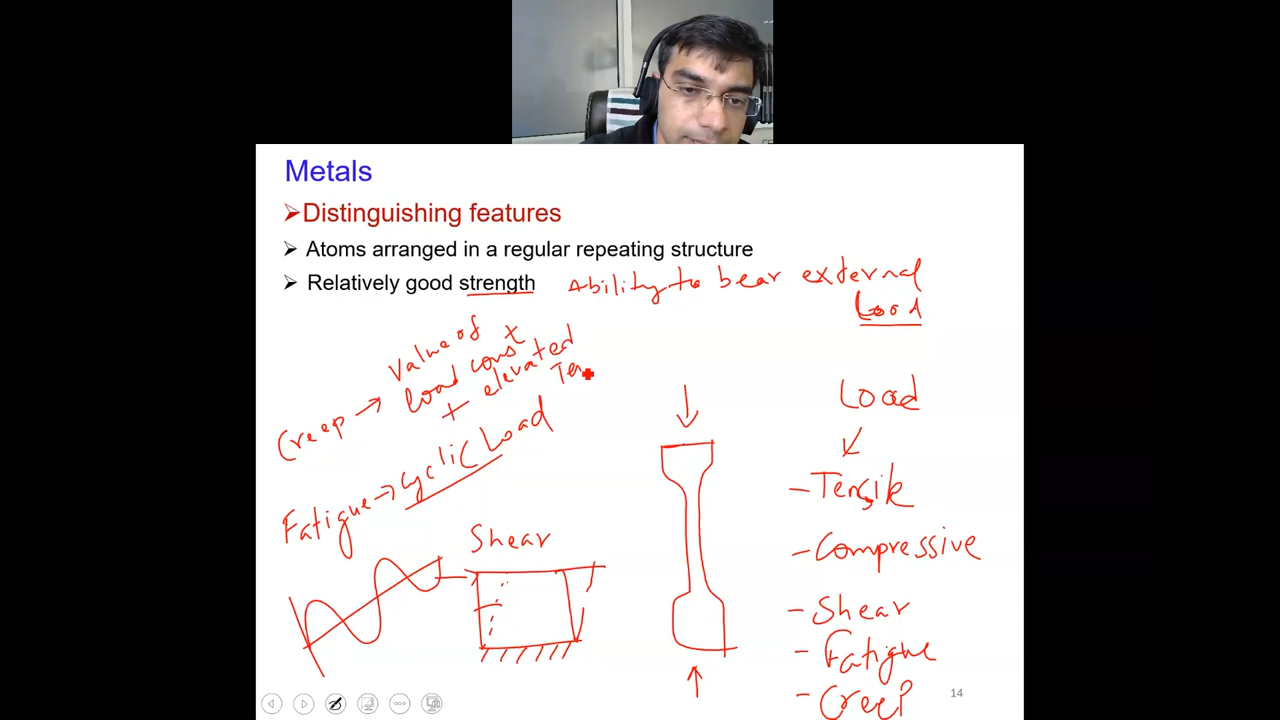 Metals
➢Distinguishing features
➢ Atoms arranged in a regular repeating structure
➢ Relatively good strength Ability to bear external
Load
Creep → Value of
load const
+ elevated
Te
Fatigue → Cyclic Load
Shear
Load
- Tensile
- Compressive
- Shear
- Fatigue
- Creep
14